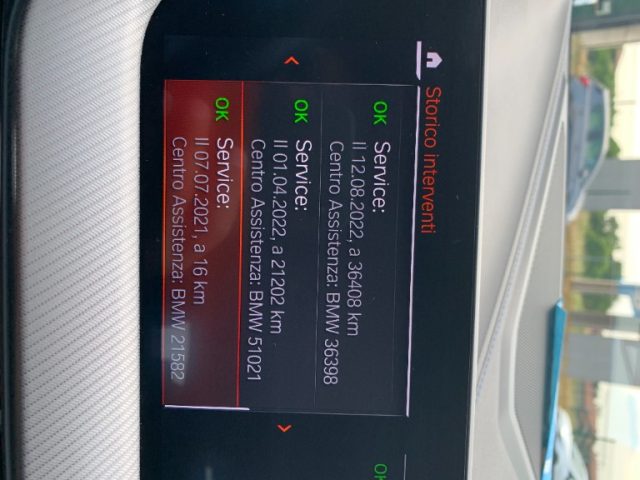 Storico interventi
OK Service:
Il 12.08.2022, a 36408 km
Centro Assistenza: BMW 36398
OK Service:
Il 01.04.2022, a 21202 km
Centro Assistenza: BMW 51021
OK Service:
Il 07.07.2021, a 16 km
Centro Assistenza: BMW 21582
OK